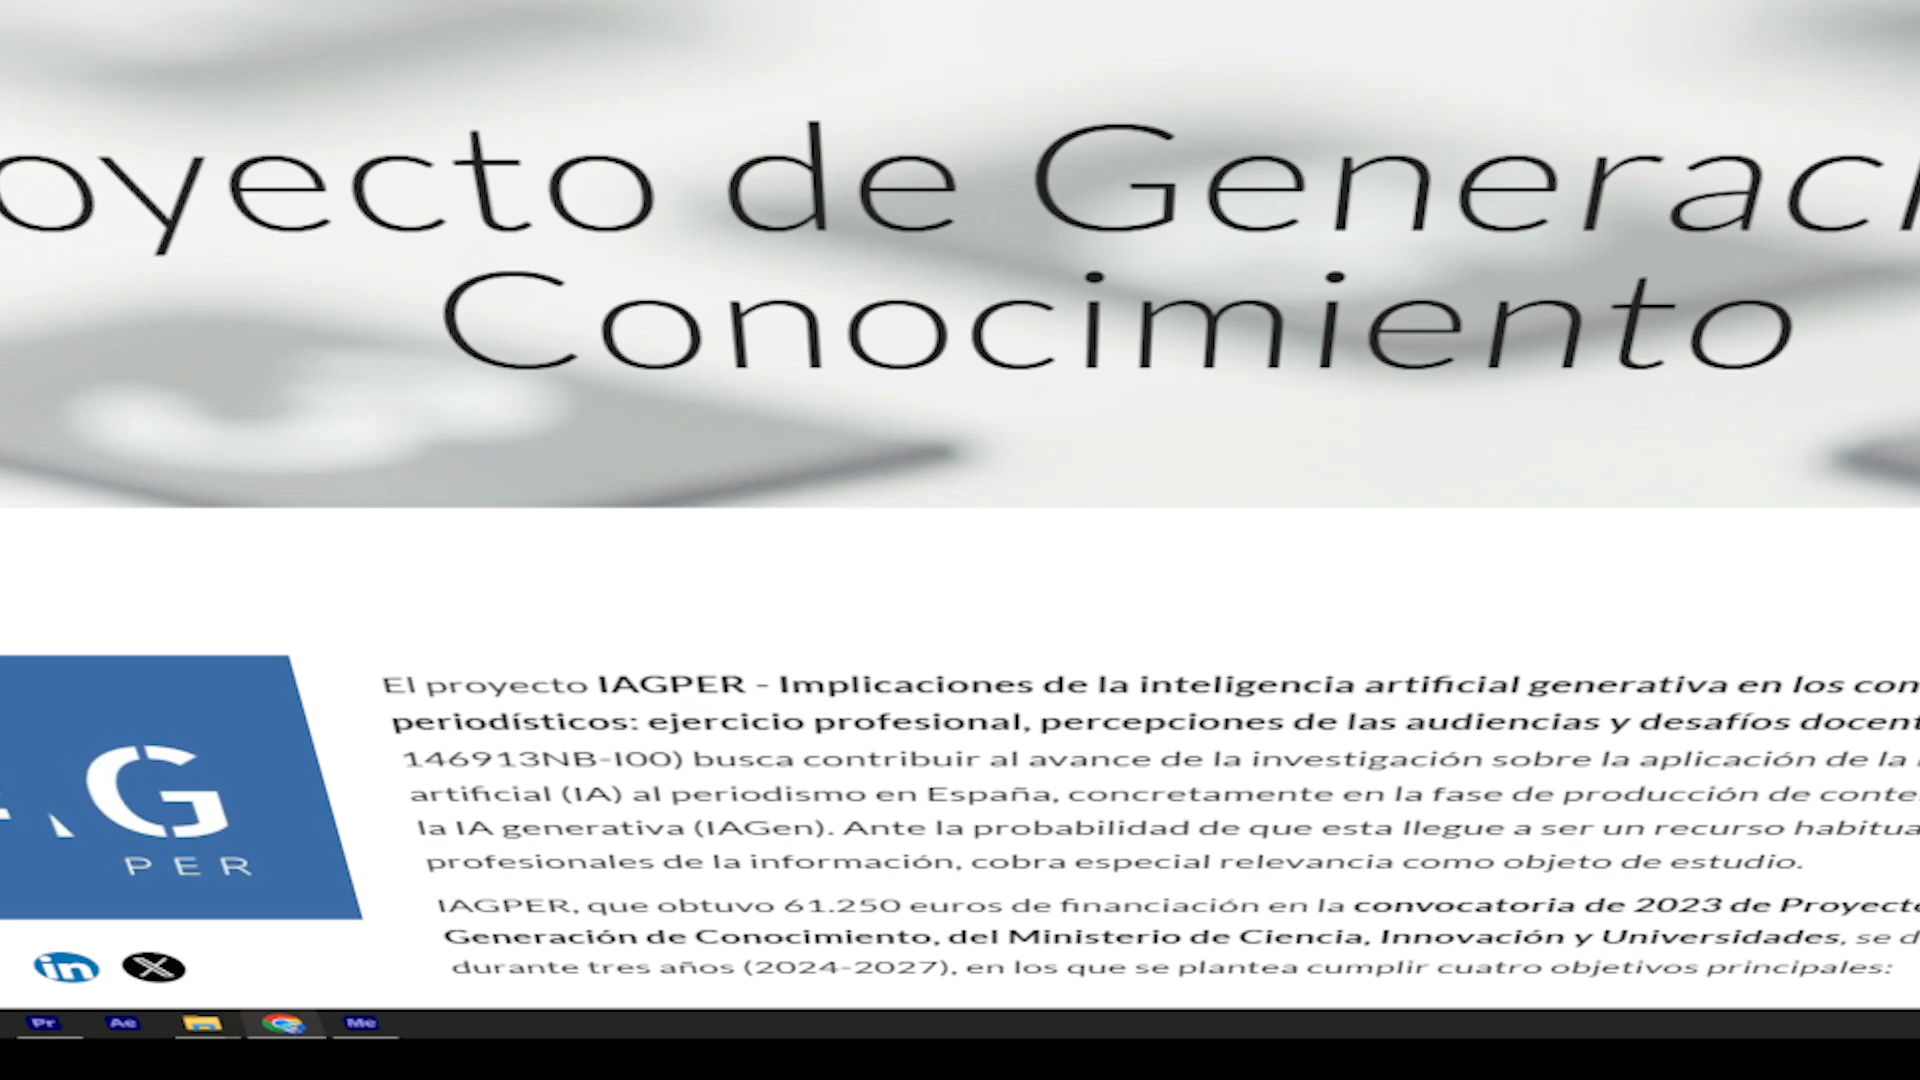 oyecto de Generac
Conocimiento
El proyecto IAGPER - Implicaciones de la inteligencia artificial generativa en los con
periodísticos: ejercicio profesional, percepciones de las audiencias y desafíos docent
146913NB-I00) busca contribuir al avance de la investigación sobre la aplicación de la
artificial (IA) al periodismo en España, concretamente en la fase de producción de conte
la IA generativa (IAGen). Ante la probabilidad de que esta llegue a ser un recurso habitua
profesionales de la información, cobra especial relevancia como objeto de estudio.
IAGPER, que obtuvo 61.250 euros de financiación en la convocatoria de 2023 de Proyecto
Generación de Conocimiento, del Ministerio de Ciencia, Innovación y Universidades, se d
durante tres años (2024-2027), en los que se plantea cumplir cuatro objetivos principales:
AG
PER
in X
Pr Ae Me